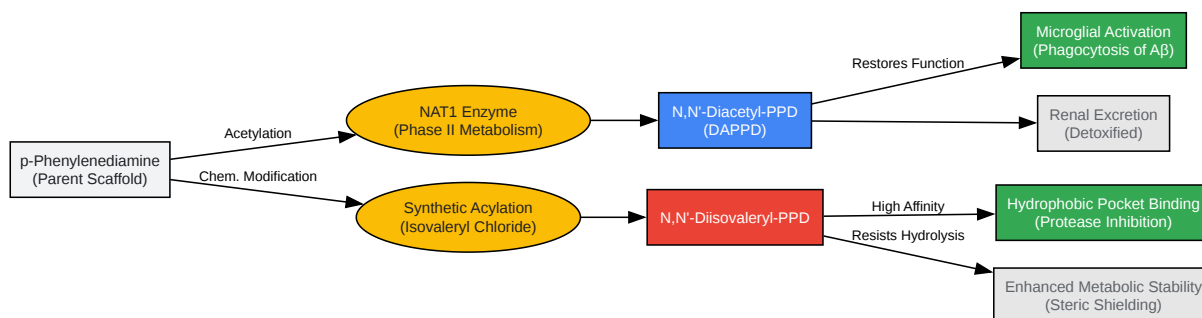 p-Phenylenediamine
(Parent Scaffold)
Acetylation
Chem. Modification
NAT1 Enzyme
(Phase II Metabolism)
Synthetic Acylation
(Isovaleryl Chloride)
N,N'-Diacetyl-PPD
(DAPPD)
N,N'-Diisovaleryl-PPD
Restores Function
High Affinity
Resists Hydrolysis
Microglial Activation
(Phagocytosis of Aβ)
Renal Excretion
(Detoxified)
Hydrophobic Pocket Binding
(Protease Inhibition)
Enhanced Metabolic Stability
(Steric Shielding)